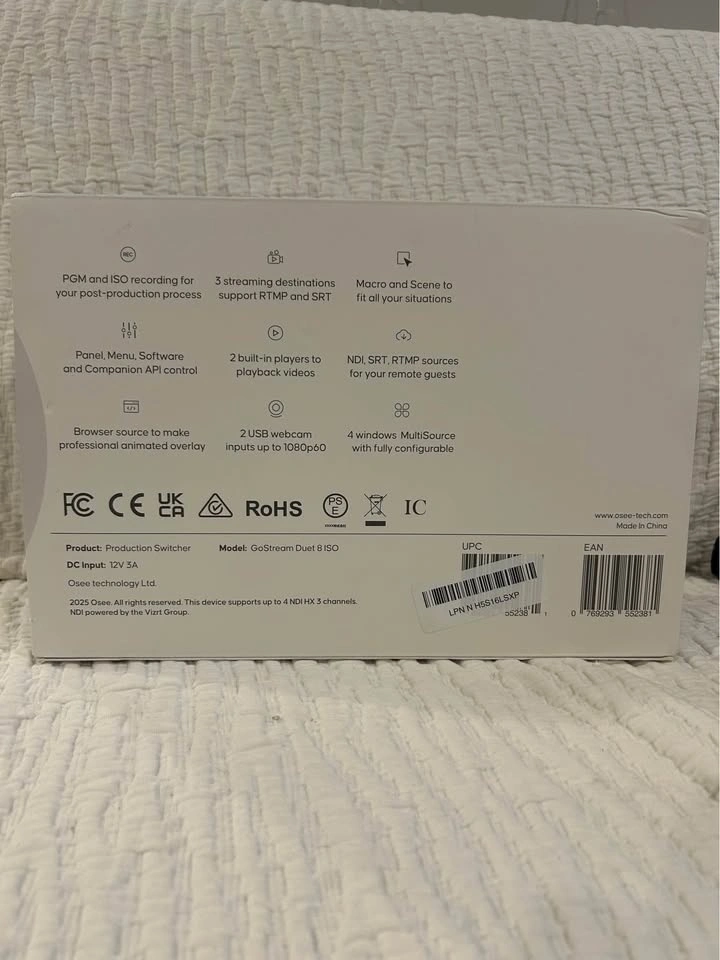 REC
PGM and ISO recording for
your post-production process
3 streaming destinations
support RTMP and SRT
Macro and Scene to
fit all your situations
Panel, Menu, Software
and Companion API control
2 built-in players to
playback videos
NDI, SRT, RTMP sources
for your remote guests
Browser source to make
professional animated overlay
2 USB webcam
inputs up to 1080p60
4 windows MultiSource
with fully configurable
FC CE UK CA RoHS PS E IC
www.osee-tech.com
Made In China
Product: Production Switcher
Model: GoStream Duet 8 ISO
DC Input: 12V 3A
Osee technology Ltd.
2025 Osee. All rights reserved. This device supports up to 4 NDI HX 3 channels.
NDI powered by the Vizrt Group.
UPC
LPN N H5S16LSXP
55238 1
EAN
0 769293 552381